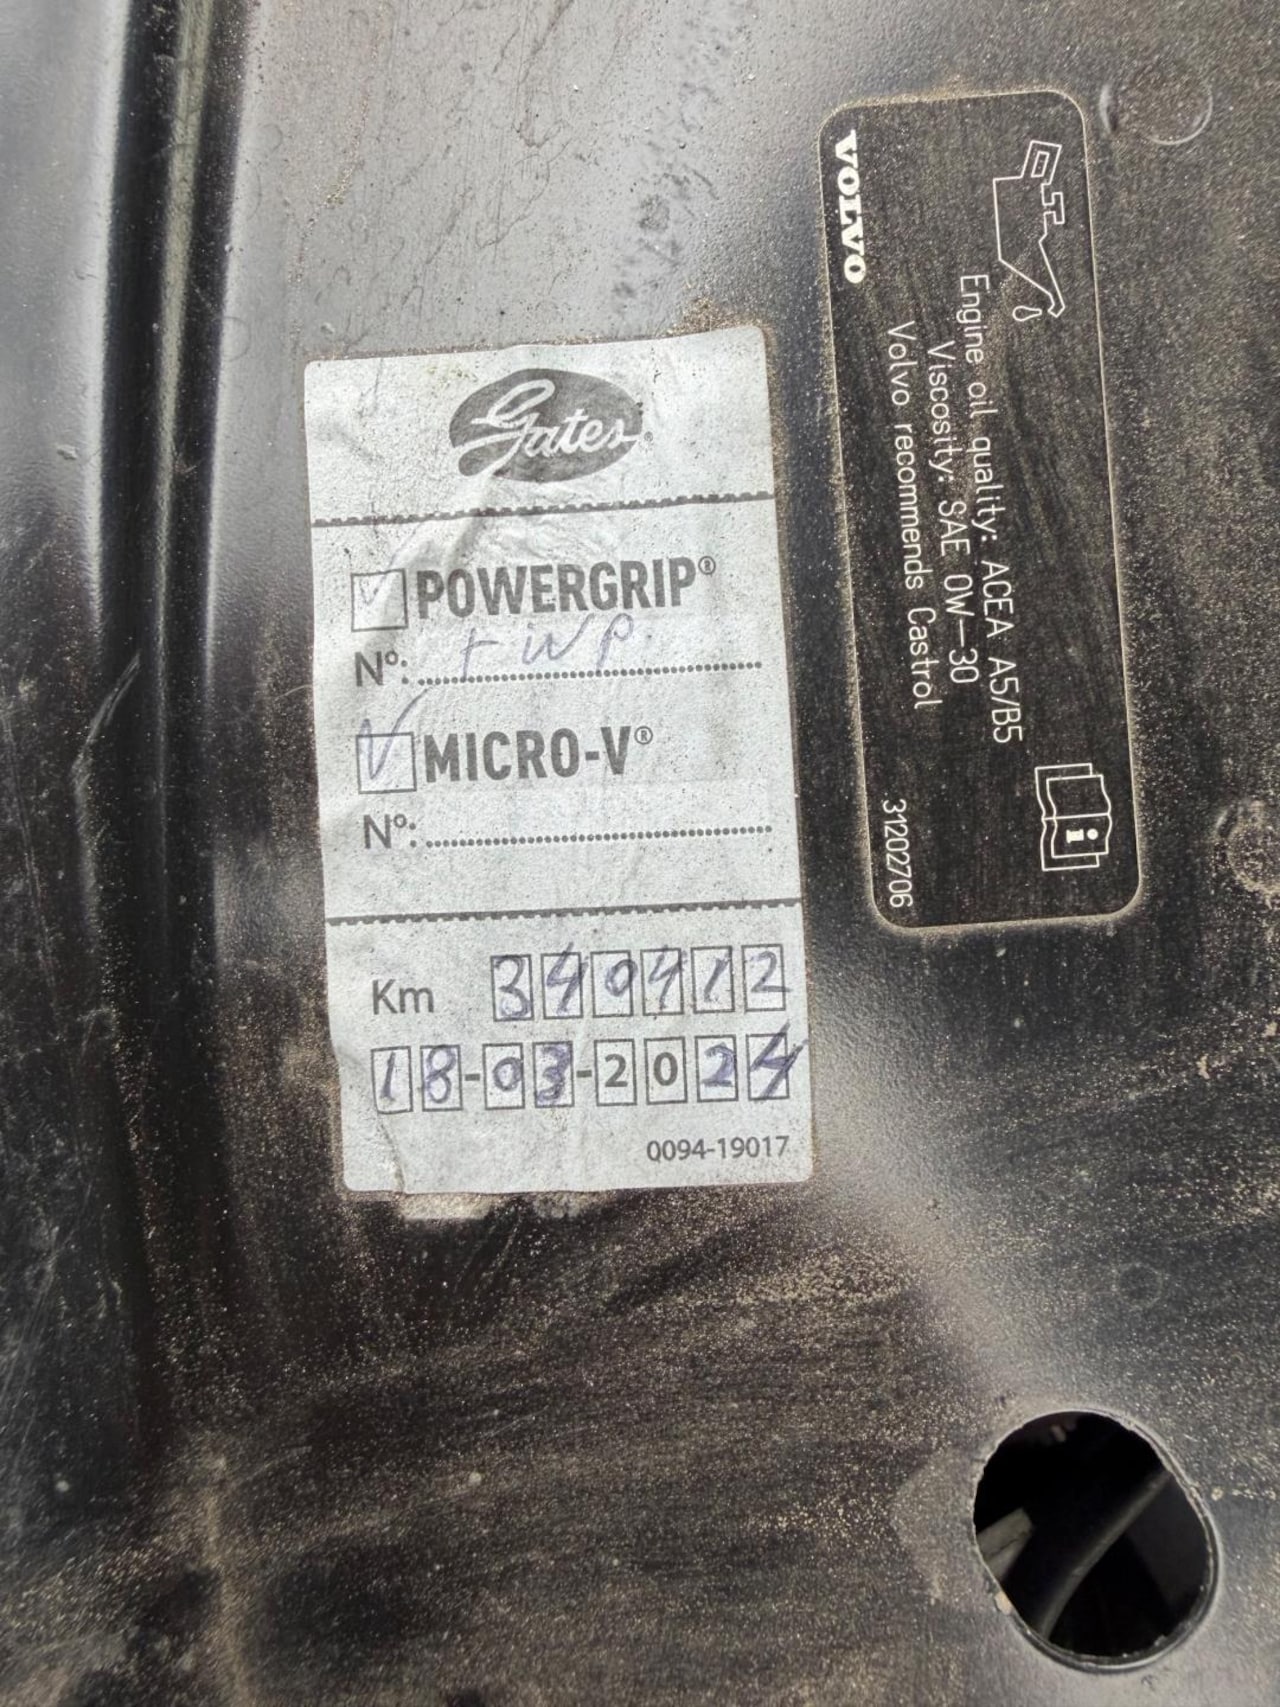 Gates®
POWERGRIP®
Nº: + WP
MICRO-V®
Nº:
Km 340412
18-03-2024
0094-19017
VOLVO
Engine oil quality: ACEA A5/B5
Viscosity: SAE 0W-30
Volvo recommends Castrol
31202706